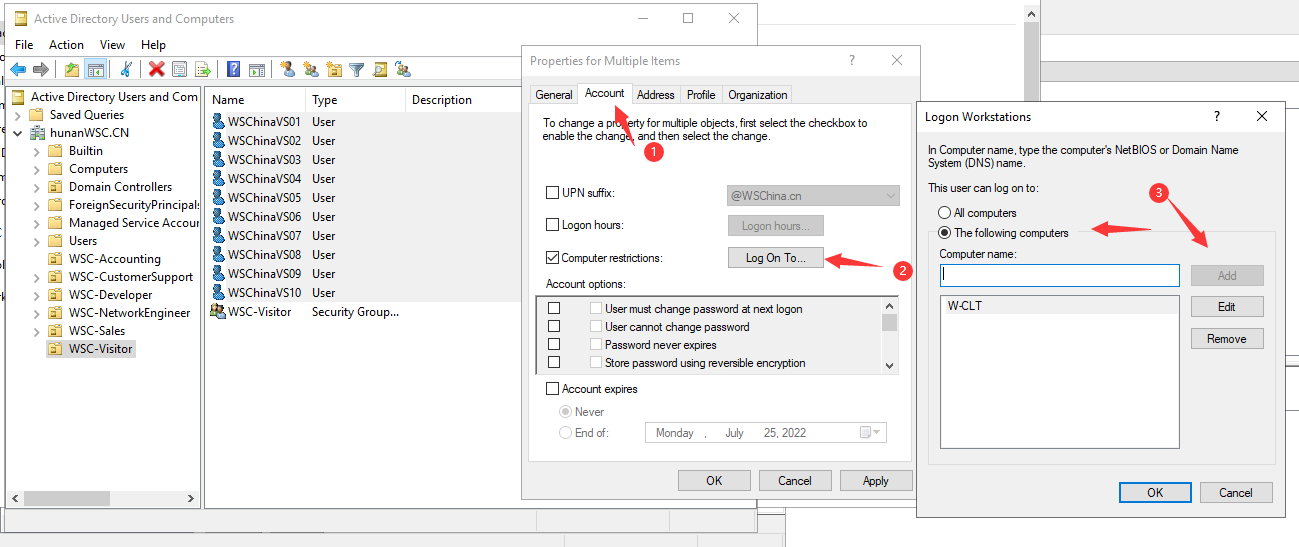 Active Directory Users and Computers
File Action View Help
Active Directory Users and Com
Saved Queries
hunanWSC.CN
Builtin
Computers
Domain Controllers
ForeignSecurityPrincipals
Managed Service Accour
Users
WSC-Accounting
WSC-CustomerSupport
WSC-Developer
WSC-NetworkEngineer
WSC-Sales
WSC-Visitor
Name Type Description
WSChinaVS01 User
WSChinaVS02 User
WSChinaVS03 User
WSChinaVS04 User
WSChinaVS05 User
WSChinaVS06 User
WSChinaVS07 User
WSChinaVS08 User
WSChinaVS09 User
WSChinaVS10 User
WSC-Visitor Security Group...
Properties for Multiple Items
General Account Address Profile Organization
To change a property for multiple objects, first select the checkbox to
enable the change, and then select the change.
1
UPN suffix: @WSChina.cn
Logon hours: Logon hours...
Computer restrictions: Log On To...
2
Account options:
User must change password at next logon
User cannot change password
Password never expires
Store password using reversible encryption
Account expires
Never
End of: Monday , July 25, 2022
OK Cancel Apply
Logon Workstations
In Computer name, type the computer's NetBIOS or Domain Name
System (DNS) name.
This user can log on to:
3
All computers
The following computers
Computer name:
Add
W-CLT
Edit
Remove
OK Cancel